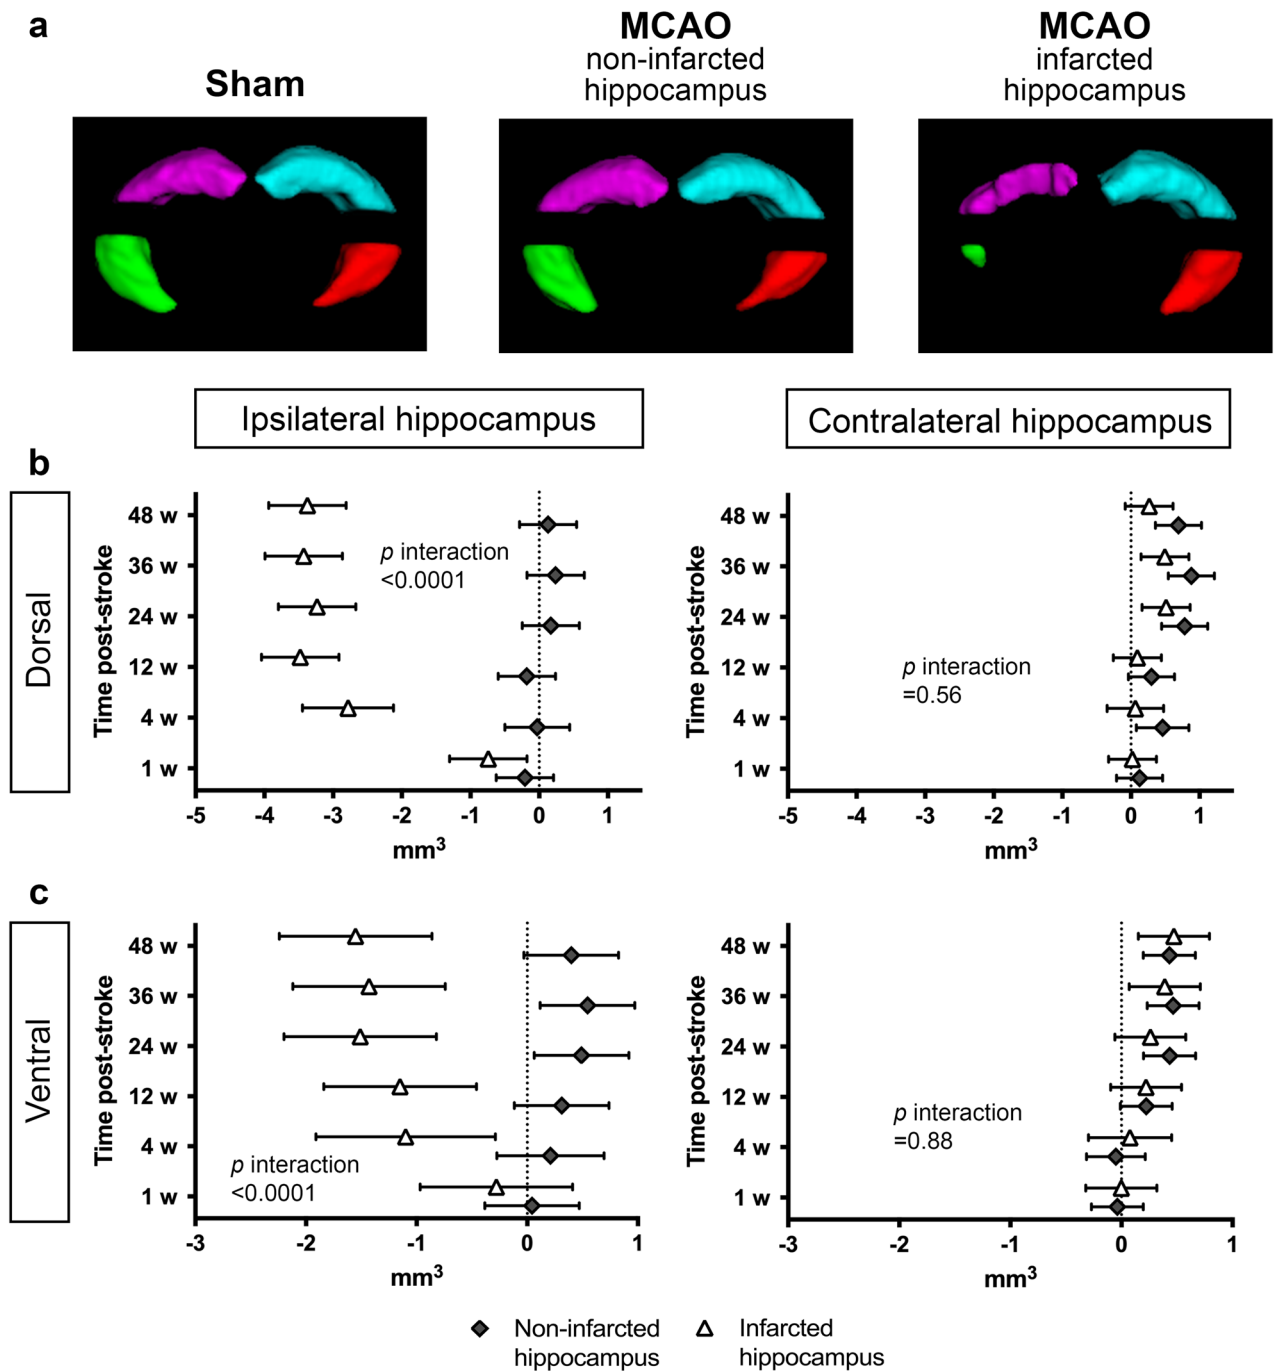 a
Sham
MCAO
non-infarcted
hippocampus
MCAO
infarcted
hippocampus
Ipsilateral hippocampus
Contralateral hippocampus
b
Dorsal
Time post-stroke
48 w
36 w
24 w
12 w
4 w
1 w
p interaction
<0.0001
-5 -4 -3 -2 -1 0 1
mm³
Time post-stroke
48 w
36 w
24 w
12 w
4 w
1 w
p interaction
=0.56
-5 -4 -3 -2 -1 0 1
mm³
c
Ventral
Time post-stroke
48 w
36 w
24 w
12 w
4 w
1 w
p interaction
<0.0001
-3 -2 -1 0 1
mm³
Time post-stroke
48 w
36 w
24 w
12 w
4 w
1 w
p interaction
=0.88
-3 -2 -1 0 1
mm³
Non-infarcted
hippocampus
Infarcted
hippocampus